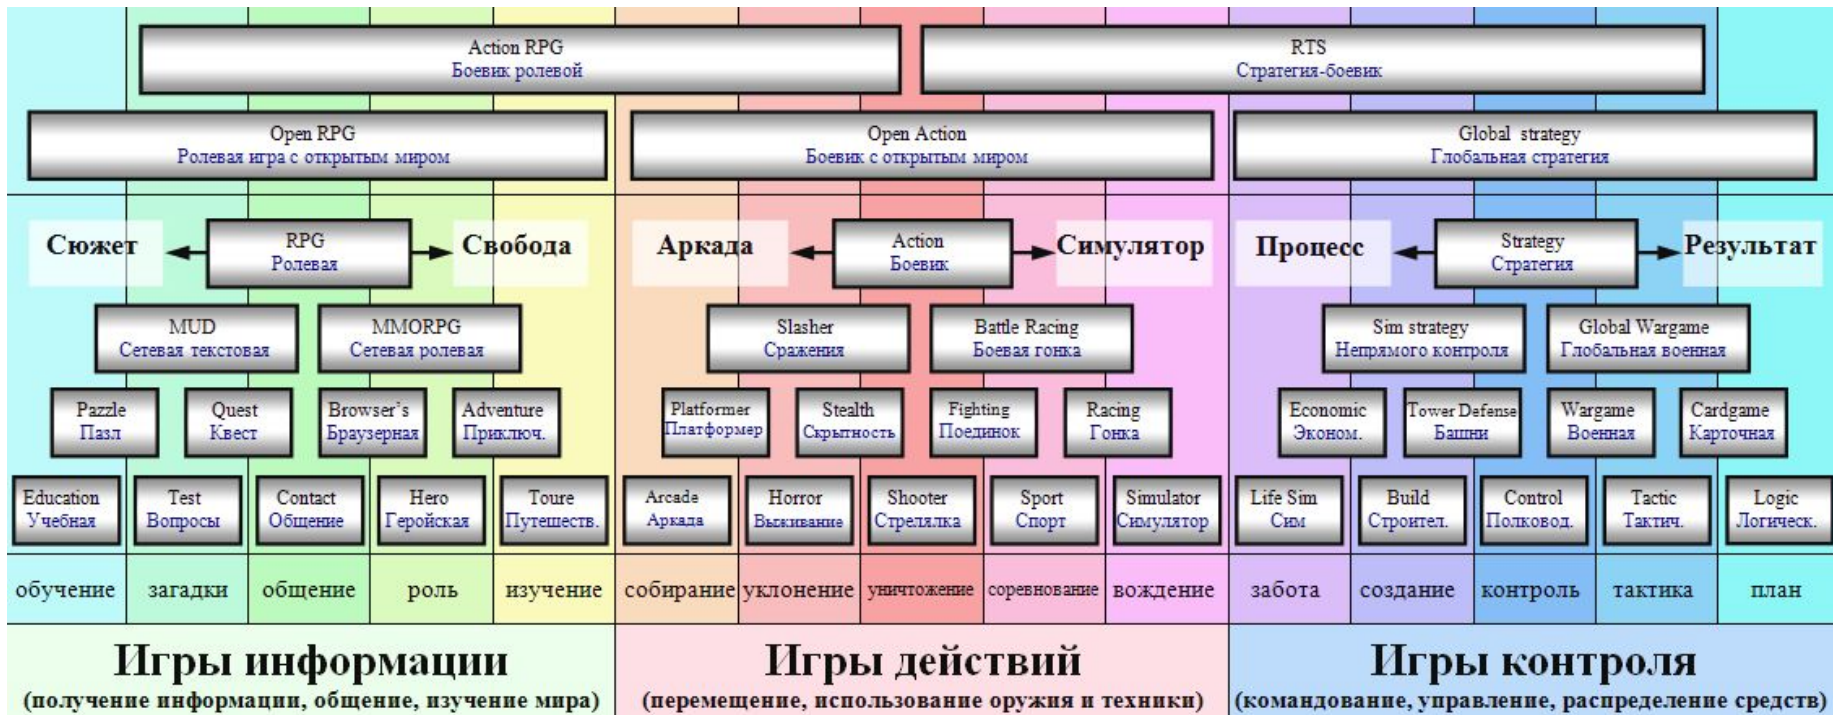 Action RPG
Боевик ролевой
RTS
Стратегия-боевик
Open RPG
Ролевая игра с открытым миром
Open Action
Боевик с открытым миром
Global strategy
Глобальная стратегия
Сюжет
RPG
Ролевая
Свобода
Аркада
Action
Боевик
Симулятор
Процесс
Strategy
Стратегия
Результат
MUD
Сетевая текстовая
MMORPG
Сетевая ролевая
Slasher
Сражения
Battle Racing
Боевая гонка
Sim strategy
Непрямого контроля
Global Wargame
Глобальная военная
Pazzle
Пазл
Quest
Квест
Browser's
Браузерная
Adventure
Приключ.
Platformer
Платформер
Stealth
Скрытность
Fighting
Поединок
Racing
Гонка
Economic
Эконом.
Tower Defense
Башни
Wargame
Военная
Cardgame
Карточная
Education
Учебная
Test
Вопросы
Contact
Общение
Hero
Геройская
Toure
Путешеств.
Arcade
Аркада
Horror
Выживание
Shooter
Стрелялка
Sport
Спорт
Simulator
Симулятор
Life Sim
Сим
Build
Строител.
Control
Полковод.
Tactic
Тактич.
Logic
Логическ.
обучение
загадки
общение
роль
изучение
собирание
уклонение
уничтожение
соревнование
вождение
забота
создание
контроль
тактика
план
Игры информации
(получение информации, общение, изучение мира)
Игры действий
(перемещение, использование оружия и техники)
Игры контроля
(командование, управление, распределение средств)